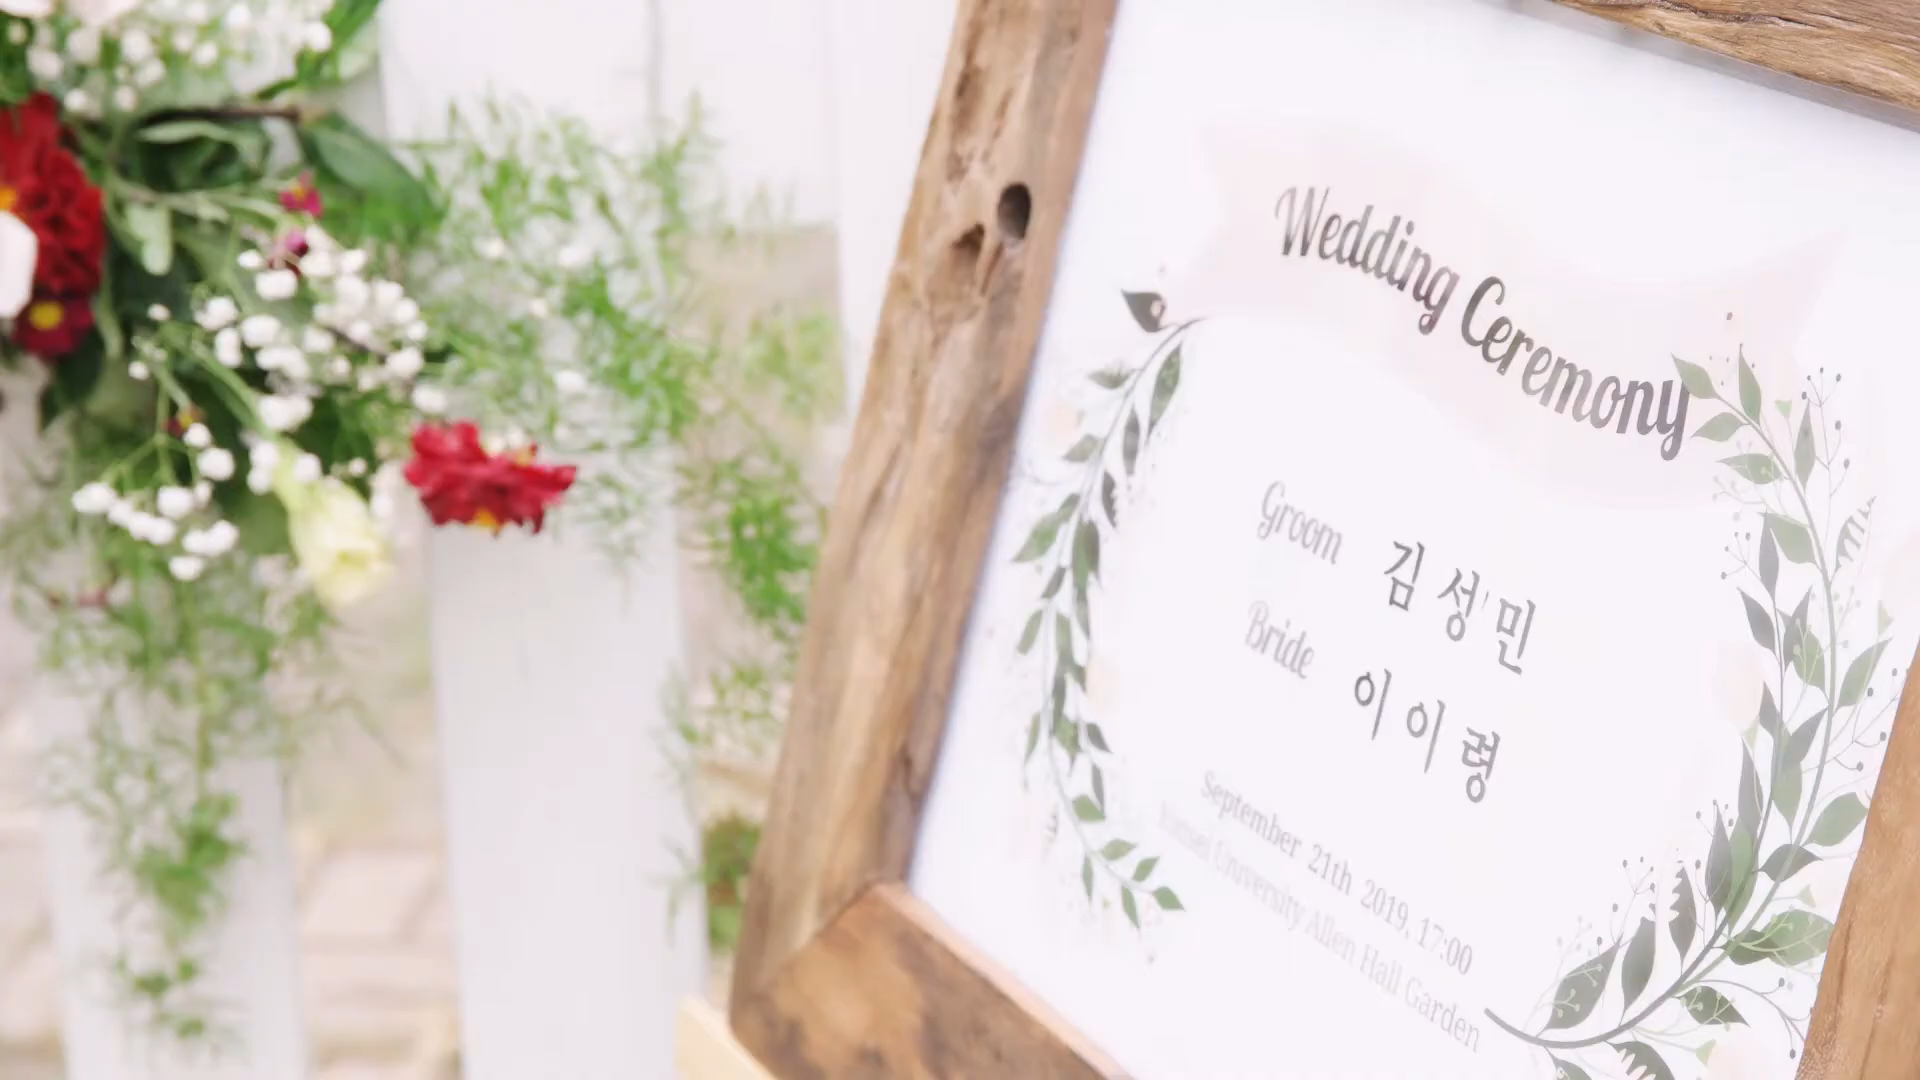 Wedding Ceremony
Groom 김성민
Bride 이이령
September 21th 2019, 17:00
University Allen Hall Garden